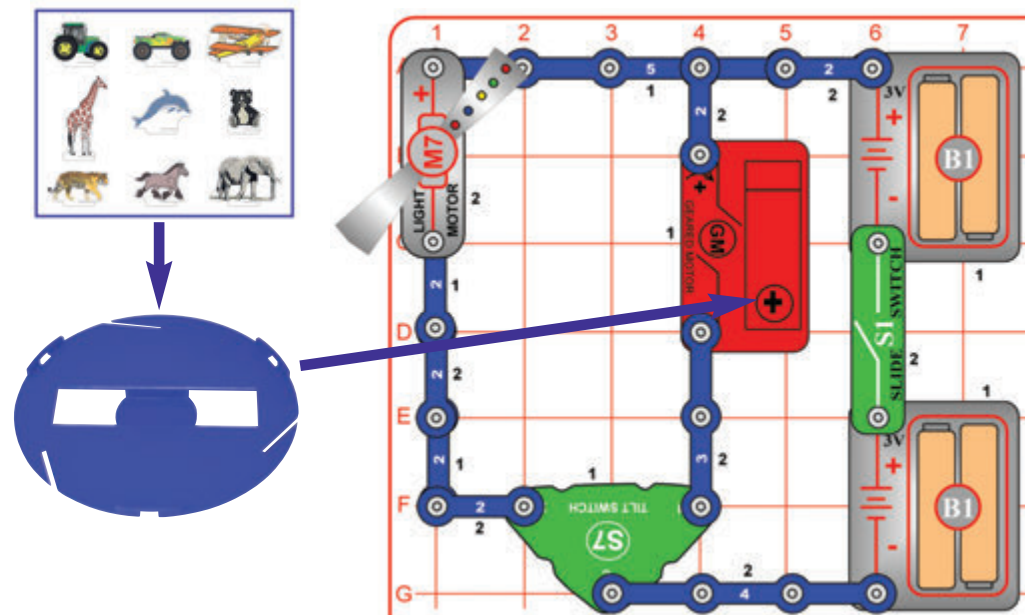 1 2 3 4 5 6 7
A 5 1 2 2
3V
+
B1
-
+
M7
LIGHT MOTOR
2
2 2
+
GM
GEARED MOTOR
1
+
1
C
2 1
SLIDE SWITCH
S1
2
D
2 2
E
1
3V
+
B1
-
2 1
3 2
F
2
2
1
TILT SWITCH
S7
G
2
4